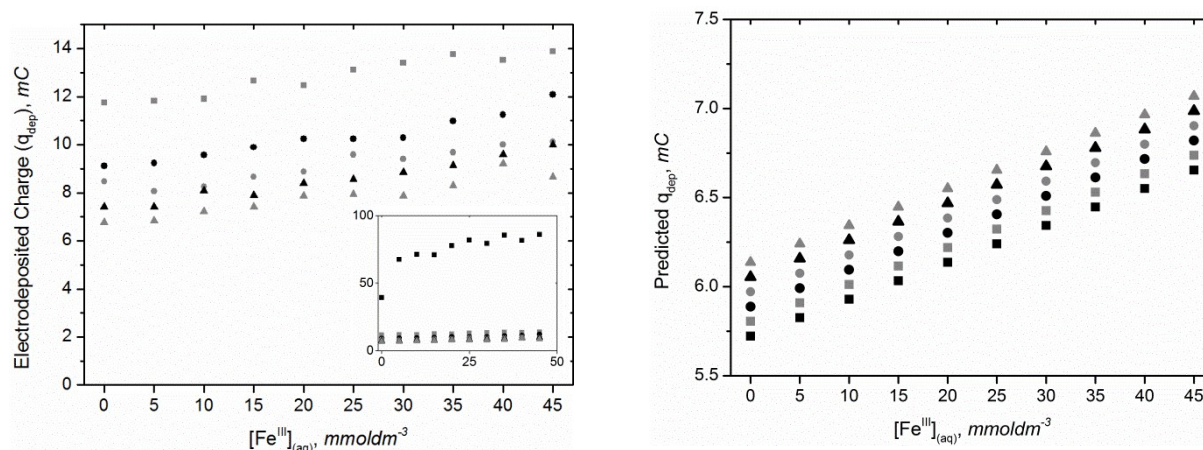 Electrodeposited Charge (q_dep), mC
14
12
10
8
6
4
2
0
100
50
0
0 25 50
0 5 10 15 20 25 30 35 40 45
[Fe^III]_(aq), mmoldm^-3
Predicted q_dep, mC
7.0
6.5
6.0
5.5
0 5 10 15 20 25 30 35 40 45
[Fe^III]_(aq), mmoldm^-3